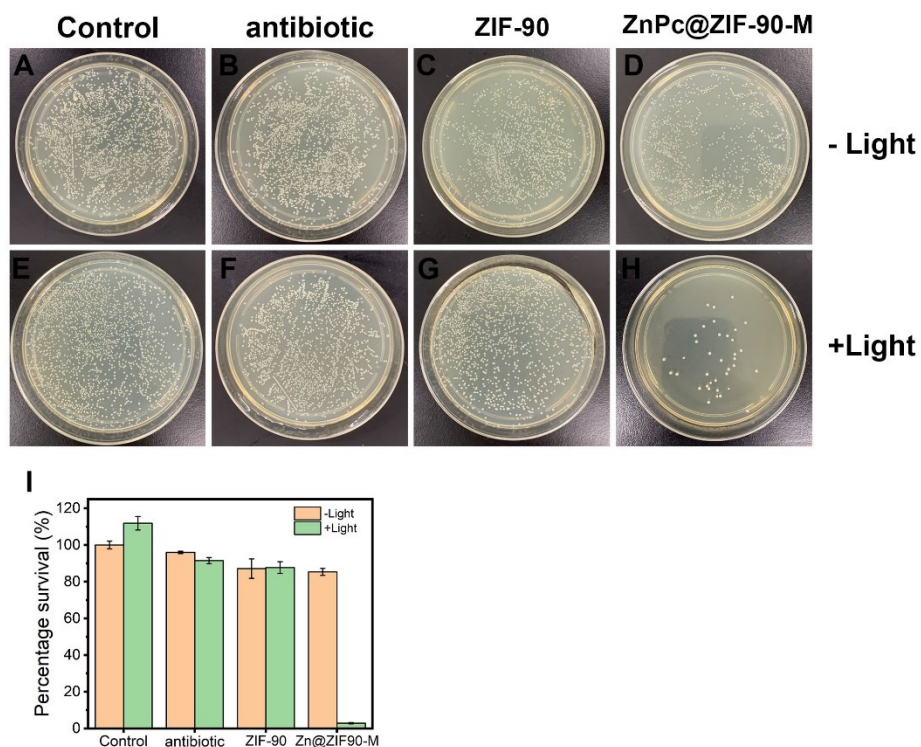 Control antibiotic ZIF-90 ZnPc@ZIF-90-M
A B C D - Light
E F G H +Light
I
120
100
80
60
40
20
0
Percentage survival (%)
-Light
+Light
Control antibiotic ZIF-90 Zn@ZIF90-M